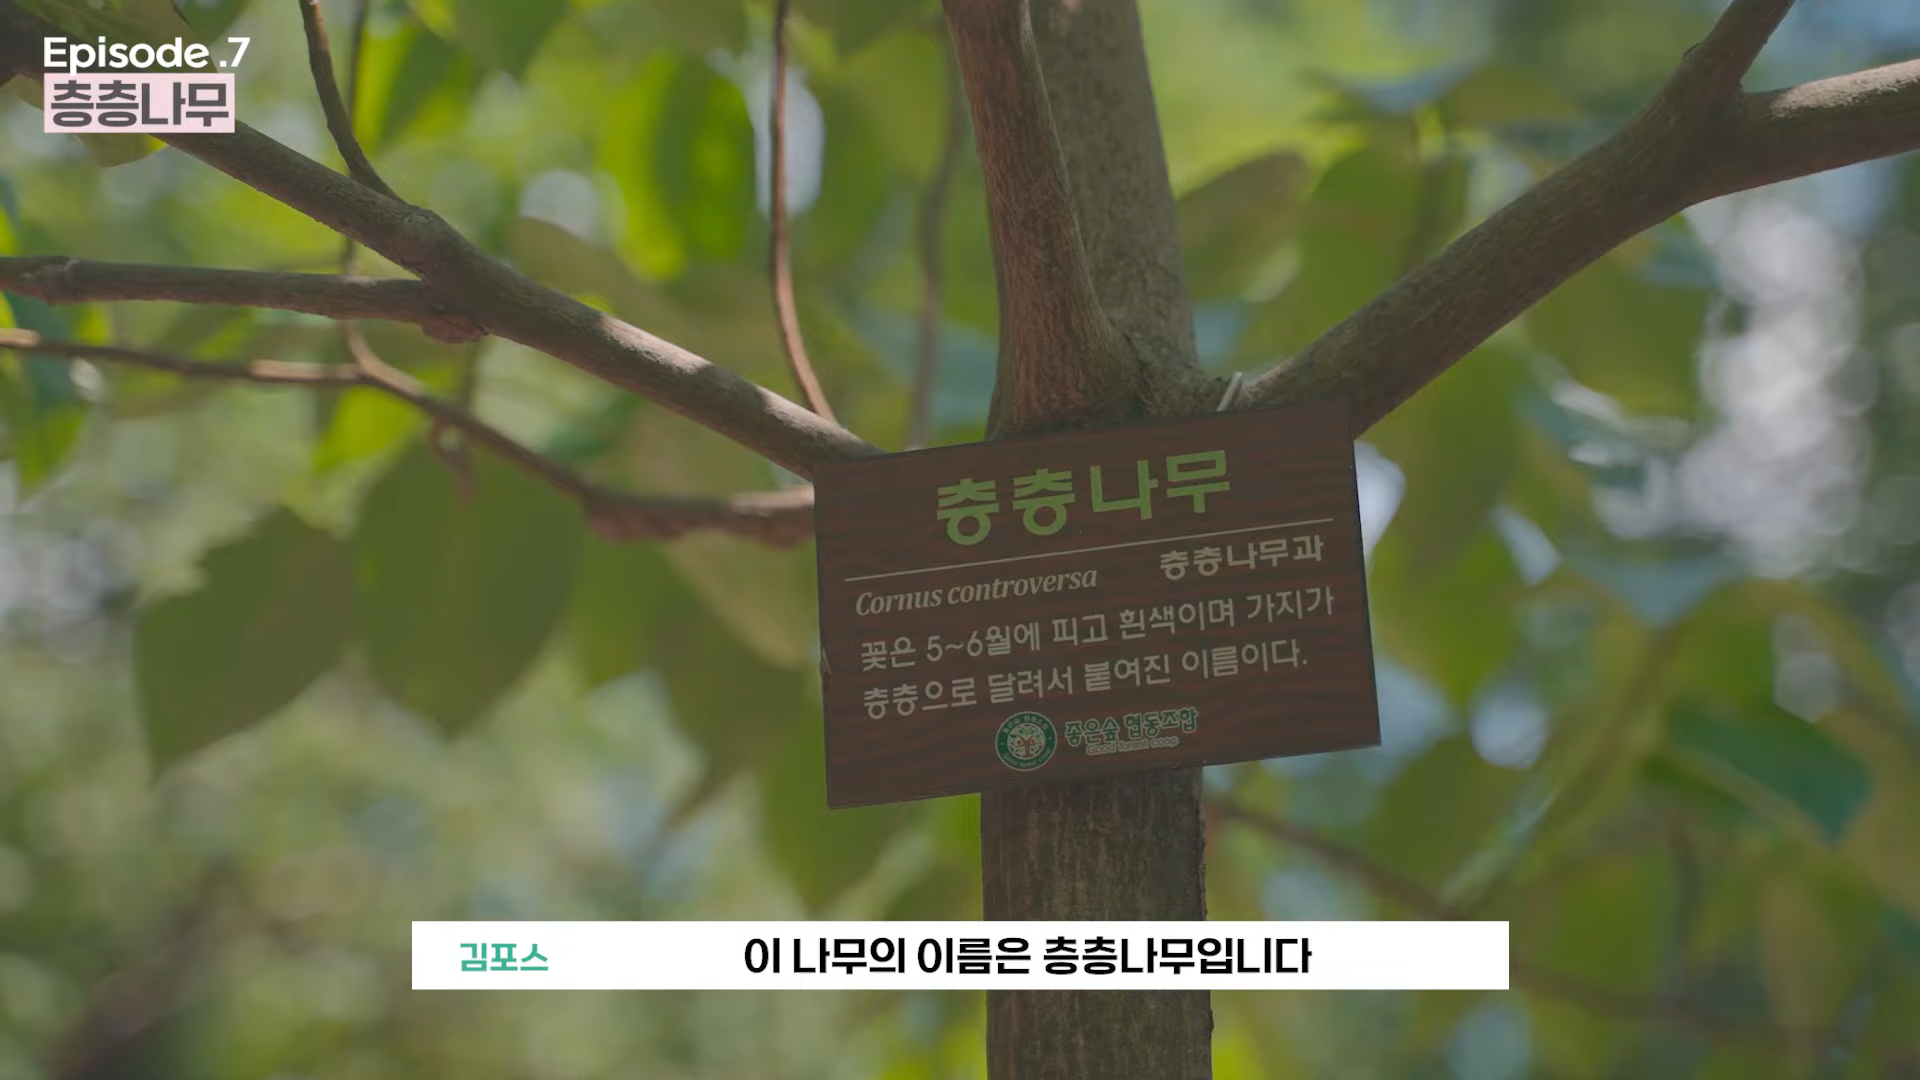 Episode .7
층층나무
층층나무
Cornus controversa 층층나무과
꽃은 5~6월에 피고 흰색이며 가지가
층층으로 달려서 붙여진 이름이다.
좋은숲 협동조합
Good forest coop
김포스 이 나무의 이름은 층층나무입니다